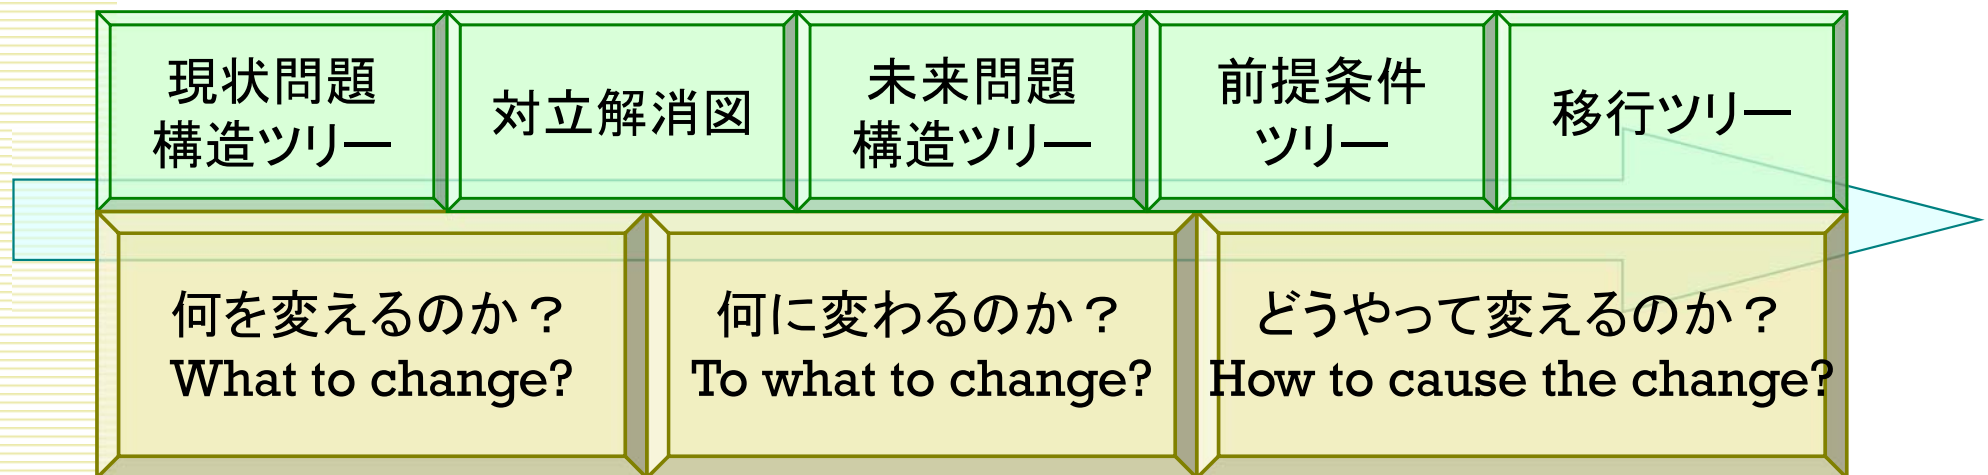 現状問題
構造ツリー
対立解消図
未来問題
構造ツリー
前提条件
ツリー
移行ツリー
何を変えるのか？
What to change?
何に変わるのか？
To what to change?
どうやって変えるのか？
How to cause the change?